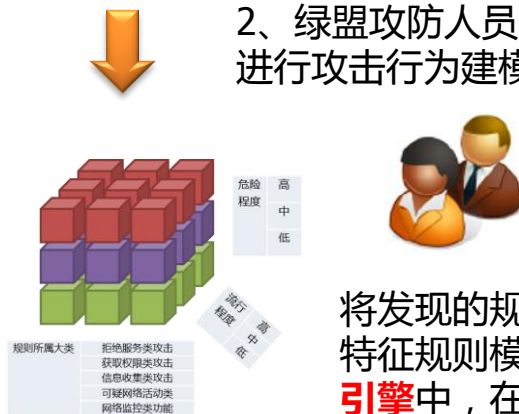 2、绿盟攻防人员
进行攻击行为建模
危险程度 高
中
低
流行程度 高
中
低
规则所属大类 拒绝服务类攻击
获取权限类攻击
信息收集类攻击
可疑网络活动类
网络监控类功能
将发现的规
特征规则模
引擎中，在